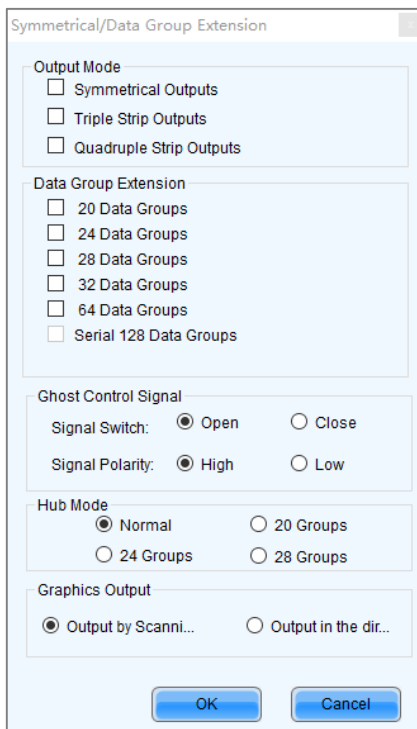 Symmetrical/Data Group Extension
Output Mode
Symmetrical Outputs
Triple Strip Outputs
Quadruple Strip Outputs
Data Group Extension
20 Data Groups
24 Data Groups
28 Data Groups
32 Data Groups
64 Data Groups
Serial 128 Data Groups
Ghost Control Signal
Signal Switch: Open Close
Signal Polarity: High Low
Hub Mode
Normal 20 Groups
24 Groups 28 Groups
Graphics Output
Output by Scanni... Output in the dir...
OK Cancel